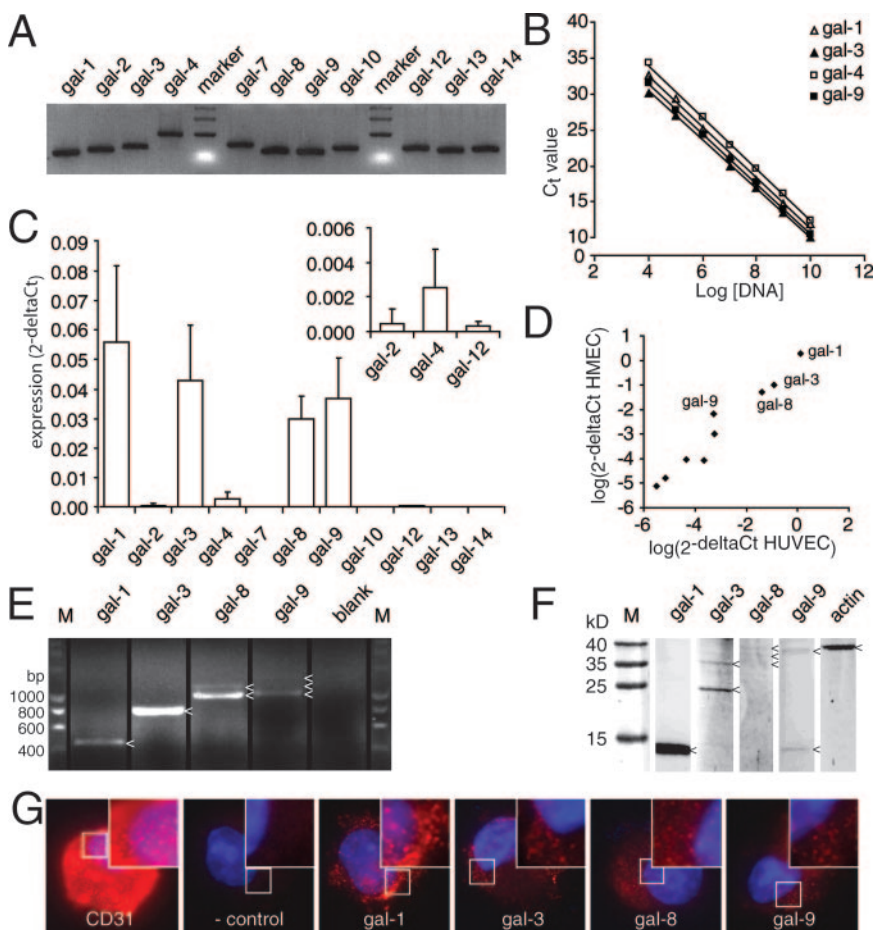 A
gal-1 gal-2 gal-3 gal-4 marker gal-7 gal-8 gal-9 gal-10 marker gal-12 gal-13 gal-14
B
gal-1
gal-3
gal-4
gal-9
40
35
30
25
20
15
10
0
Ct value
2 4 6 8 10 12
Log [DNA]
C
0.09
0.08
0.07
0.06
0.05
0.04
0.03
0.02
0.01
0.00
expression (2-deltaCt)
gal-1 gal-2 gal-3 gal-4 gal-7 gal-8 gal-9 gal-10 gal-12 gal-13 gal-14
0.006
0.004
0.002
0.000
gal-2 gal-4 gal-12
D
1
0
-1
-2
-3
-4
-5
-6
log(2-deltaCt HMEC)
gal-1
gal-3
gal-8
gal-9
-6 -4 -2 0 2
log(2-deltaCt HUVEC)
E
M gal-1 gal-3 gal-8 gal-9 blank M
bp
1000
800
600
400
< < < < < <
F
kD M gal-1 gal-3 gal-8 gal-9 actin
40
35
25
15
G
CD31 - control gal-1 gal-3 gal-8 gal-9